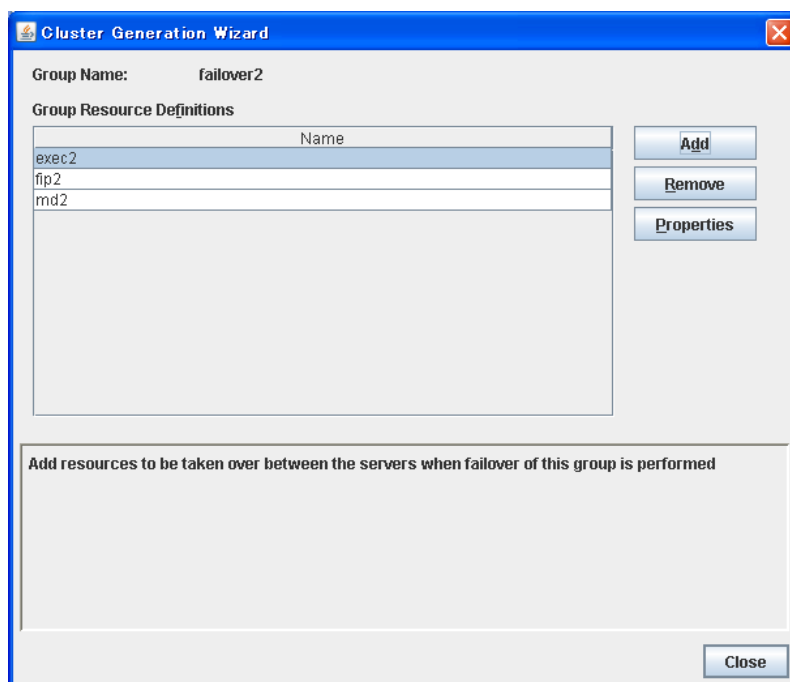 Cluster Generation Wizard
Group Name: failover2
Group Resource Definitions
Name
exec2
fip2
md2
Add
Remove
Properties
Add resources to be taken over between the servers when failover of this group is performed
Close